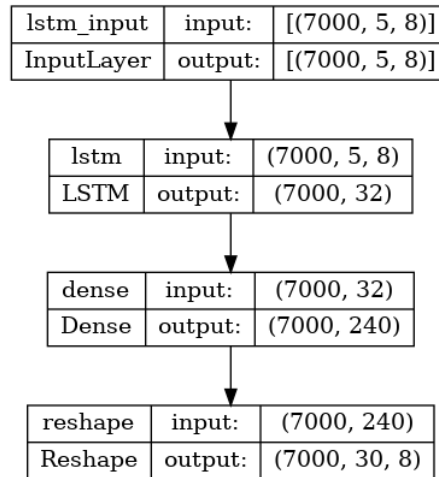 lstm_input input: [(7000, 5, 8)]
InputLayer output: [(7000, 5, 8)]
lstm input: (7000, 5, 8)
LSTM output: (7000, 32)
dense input: (7000, 32)
Dense output: (7000, 240)
reshape input: (7000, 240)
Reshape output: (7000, 30, 8)